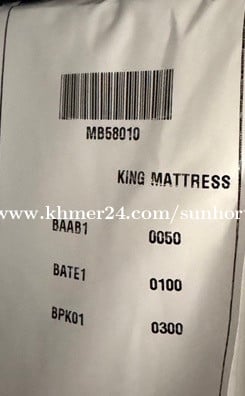 MB58010
KING MATTRESS
www.khmer24.com/sunhor
BAAB1 0050
BATE1 0100
BPK01 0300